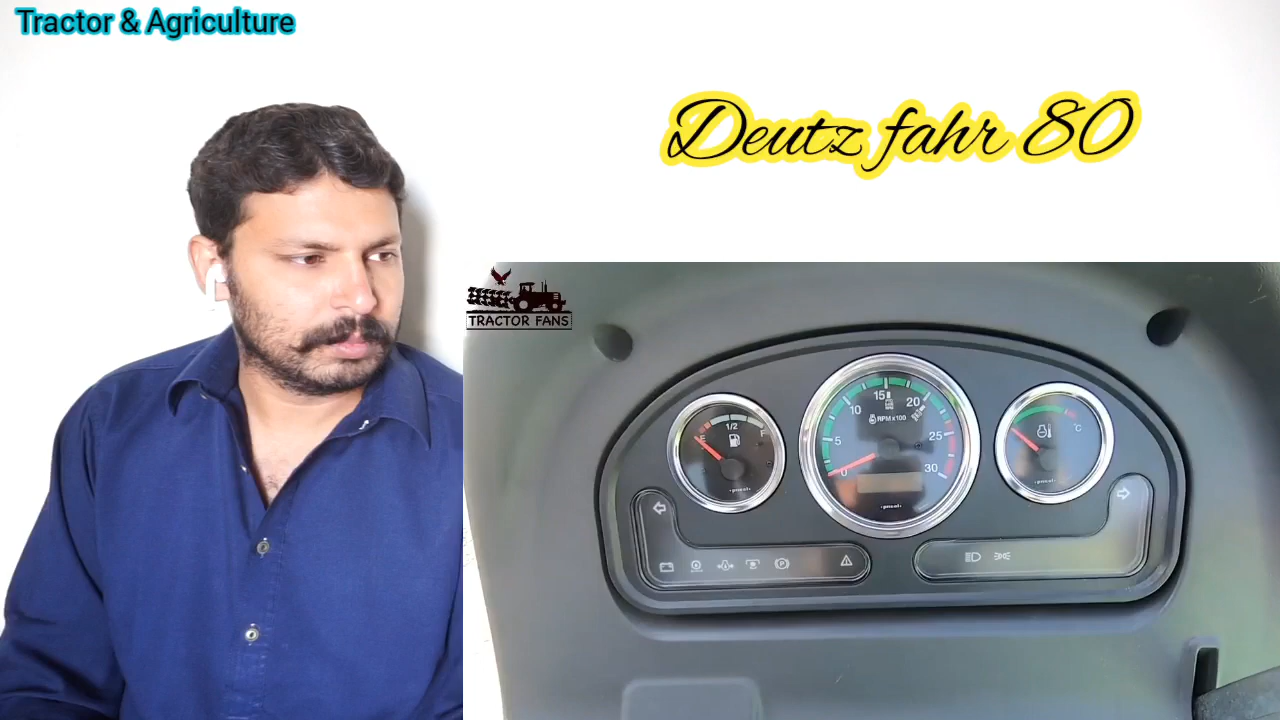 Tractor & Agriculture
Deutz fahr 80
TRACTOR FANS
E 1/2 F
0 5 10 15 20 25 30
RPM x100
°C